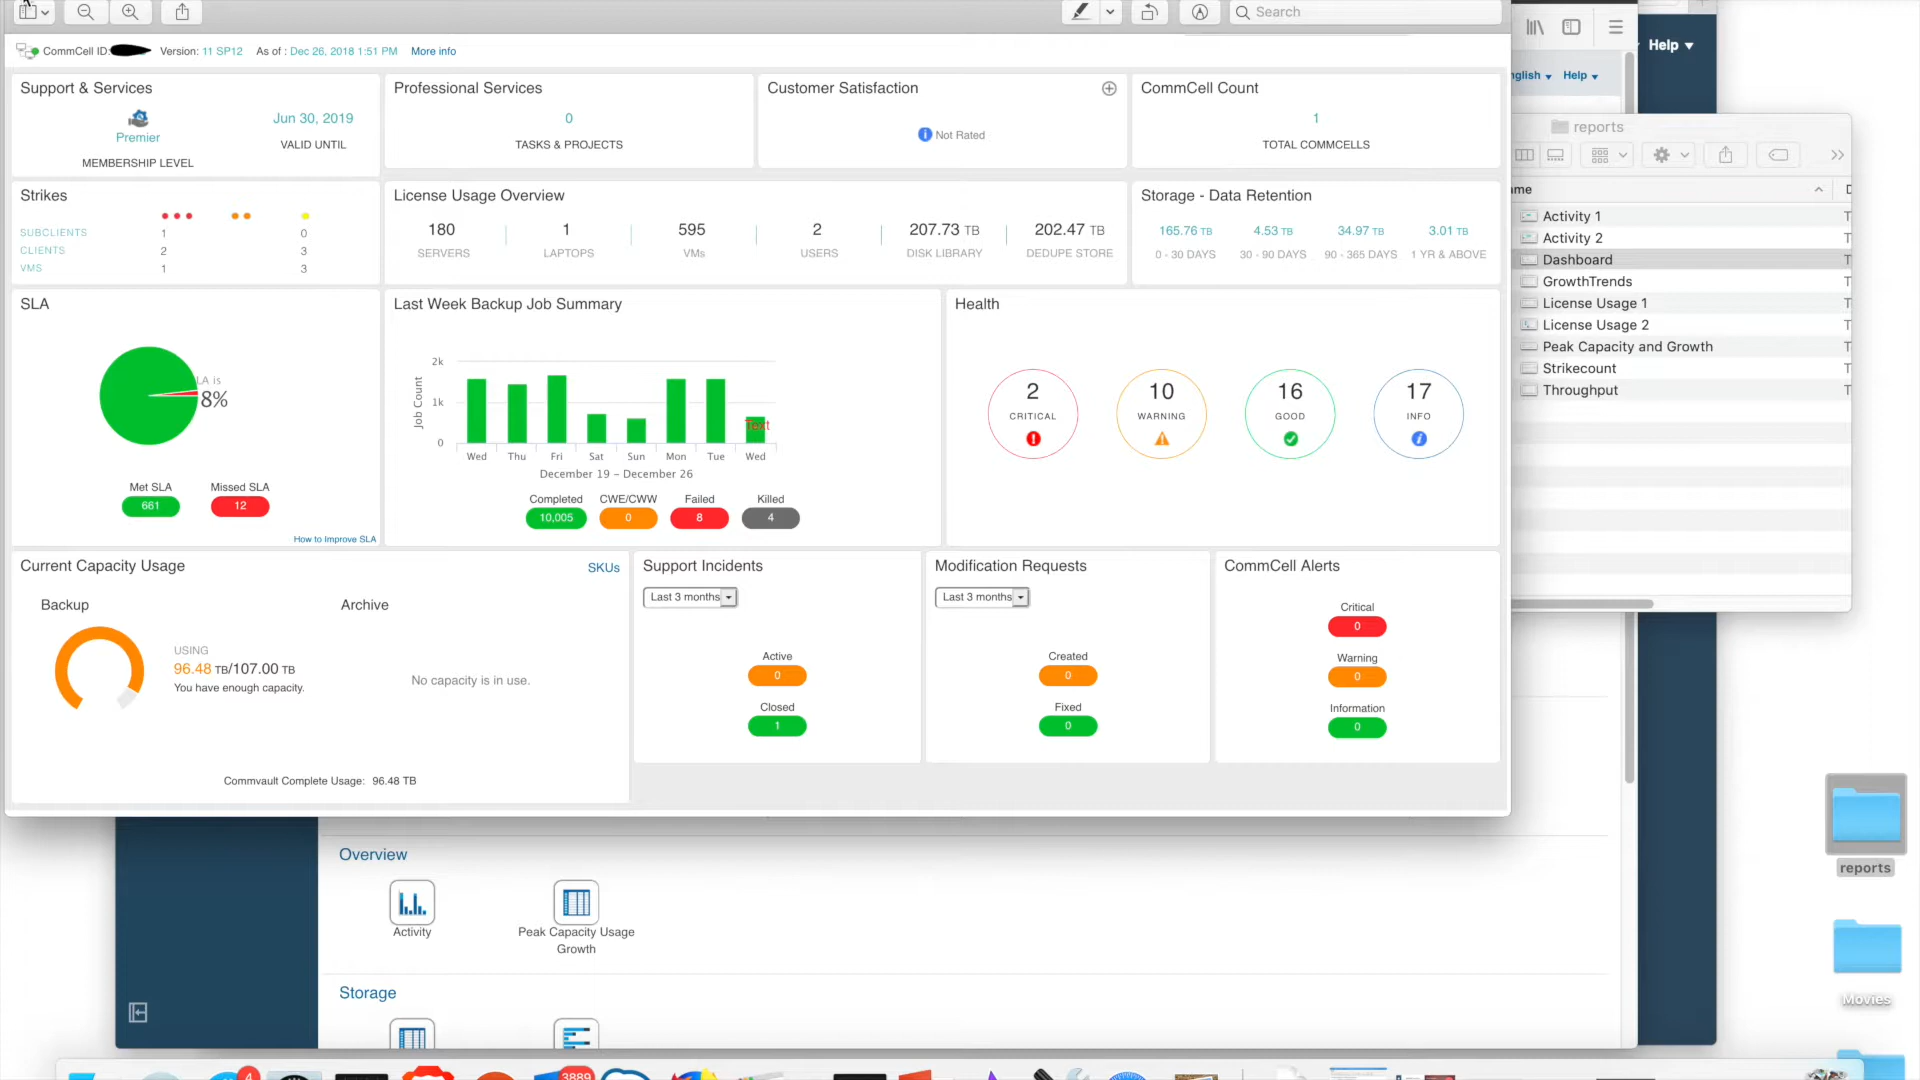 Search
CommCell ID:
Version: 11 SP12
As of : Dec 26, 2018 1:51 PM
More info
Support & Services
Premier
MEMBERSHIP LEVEL
Jun 30, 2019
VALID UNTIL
Professional Services
0
TASKS & PROJECTS
Customer Satisfaction
Not Rated
CommCell Count
1
TOTAL COMMCELLS
Strikes
SUBCLIENTS 1 0
CLIENTS 2 3
VMS 1 3
License Usage Overview
180 1 595 2 207.73 TB 202.47 TB
SERVERS LAPTOPS VMs USERS DISK LIBRARY DEDUPE STORE
Storage - Data Retention
165.76 TB 4.53 TB 34.97 TB 3.01 TB
0 - 30 DAYS 30 - 90 DAYS 90 - 365 DAYS 1 YR & ABOVE
SLA
LA is
8%
Met SLA Missed SLA
661 12
How to Improve SLA
Last Week Backup Job Summary
Job Count
2k
1k
0
Text
Wed Thu Fri Sat Sun Mon Tue Wed
December 19 – December 26
Completed CWE/CWW Failed Killed
10,005 0 8 4
Health
2 10 16 17
CRITICAL WARNING GOOD INFO
Current Capacity Usage
SKUs
Backup
USING
96.48 TB/107.00 TB
You have enough capacity.
Archive
No capacity is in use.
Commvault Complete Usage: 96.48 TB
Support Incidents
Last 3 months
Active
0
Closed
1
Modification Requests
Last 3 months
Created
0
Fixed
0
CommCell Alerts
Critical
0
Warning
0
Information
0
Help
nglish
Help
reports
me
Activity 1
Activity 2
Dashboard
GrowthTrends
License Usage 1
License Usage 2
Peak Capacity and Growth
Strikecount
Throughput
Overview
Activity
Peak Capacity Usage
Growth
Storage
reports
Movies
4
3889